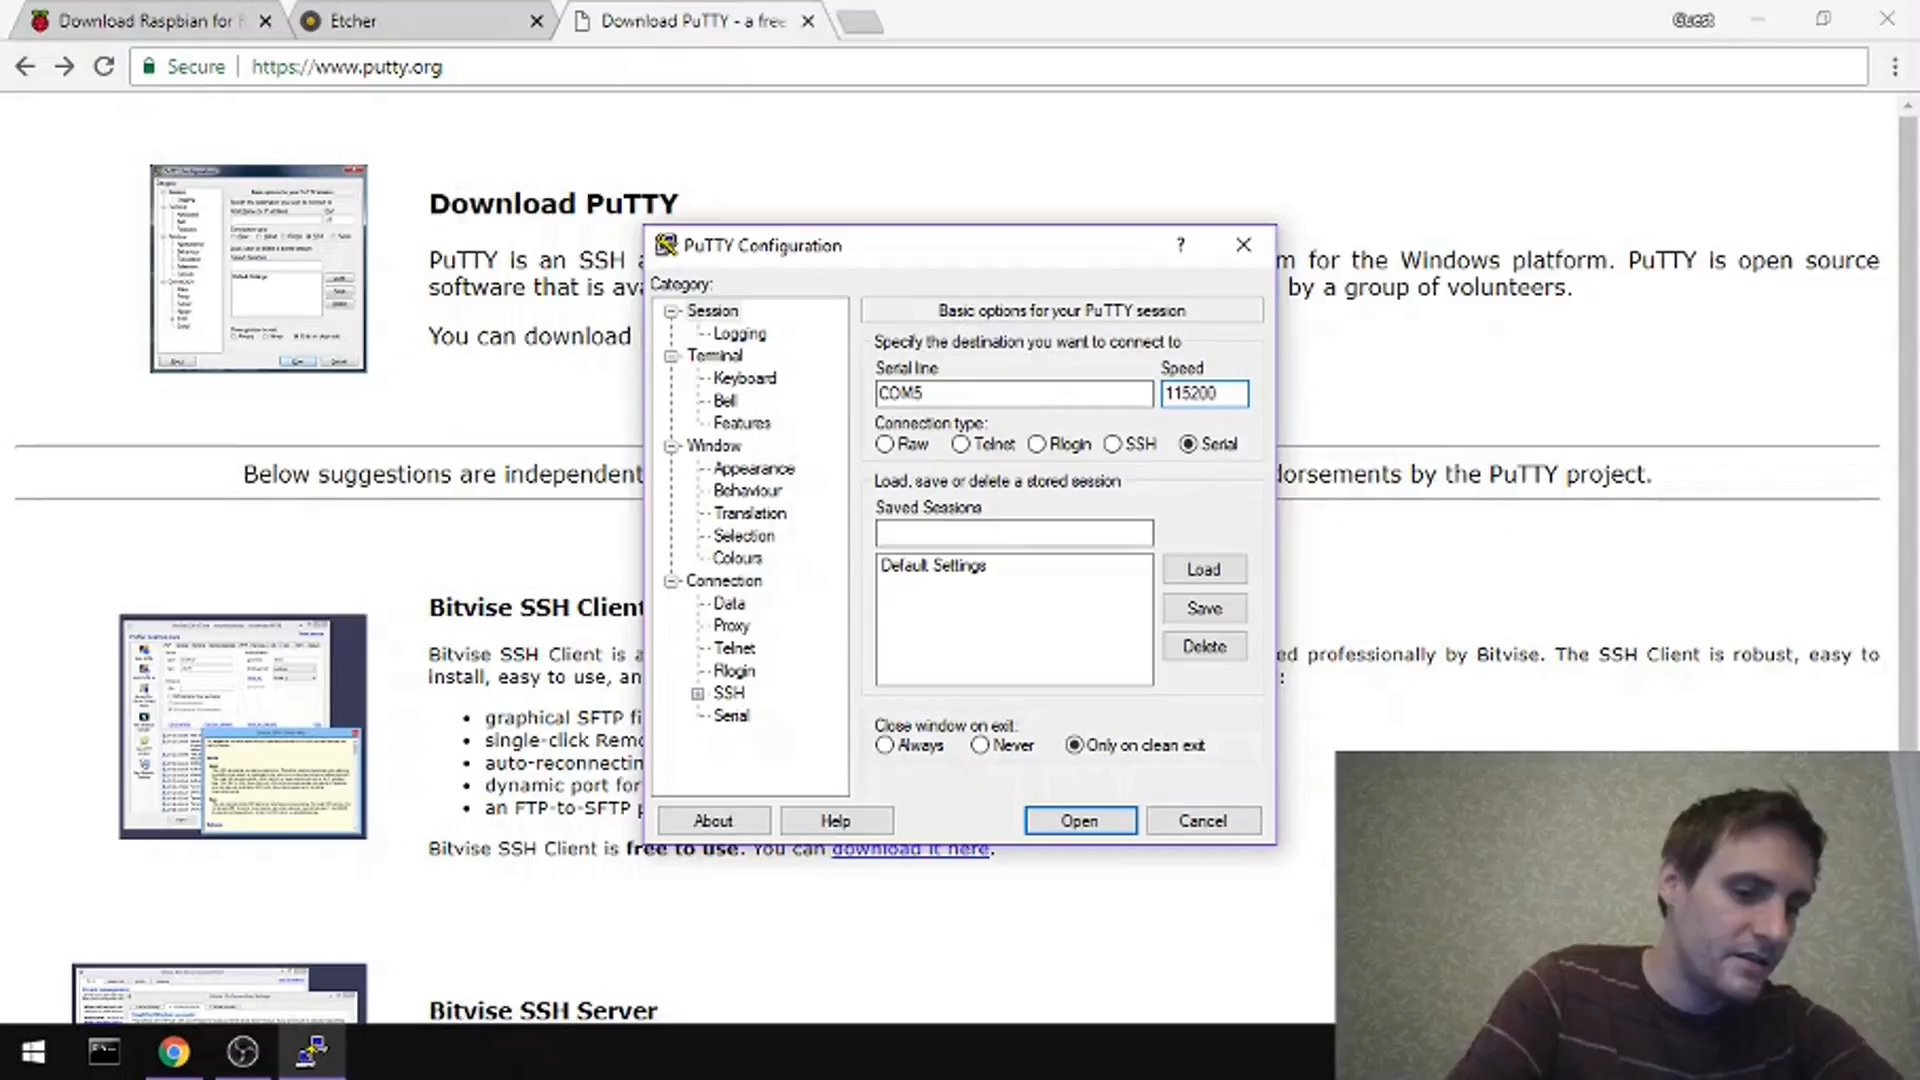 Download Raspbian for R
Etcher
Download PuTTY - a free
Guest
Secure
https://www.putty.org
Download PuTTY
PuTTY is an SSH a
m for the Windows platform. PuTTY is open source
software that is ava
by a group of volunteers.
You can download
Below suggestions are independent
dorsements by the PuTTY project.
PuTTY Configuration
?
Category:
Session
Logging
Terminal
Keyboard
Bell
Features
Window
Appearance
Behaviour
Translation
Selection
Colours
Connection
Data
Proxy
Telnet
Rlogin
SSH
Serial
Basic options for your PuTTY session
Specify the destination you want to connect to
Serial line
Speed
COM5
115200
Connection type:
Raw
Telnet
Rlogin
SSH
Serial
Load, save or delete a stored session
Saved Sessions
Default Settings
Load
Save
Delete
Close window on exit:
Always
Never
Only on clean exit
About
Help
Open
Cancel
Bitvise SSH Client
Bitvise SSH Client is a
ed professionally by Bitvise. The SSH Client is robust, easy to
install, easy to use, an
:
graphical SFTP fi
single-click Remo
auto-reconnectin
dynamic port for
an FTP-to-SFTP
Bitvise SSH Client is free to use. You can download it here.
Bitvise SSH Server